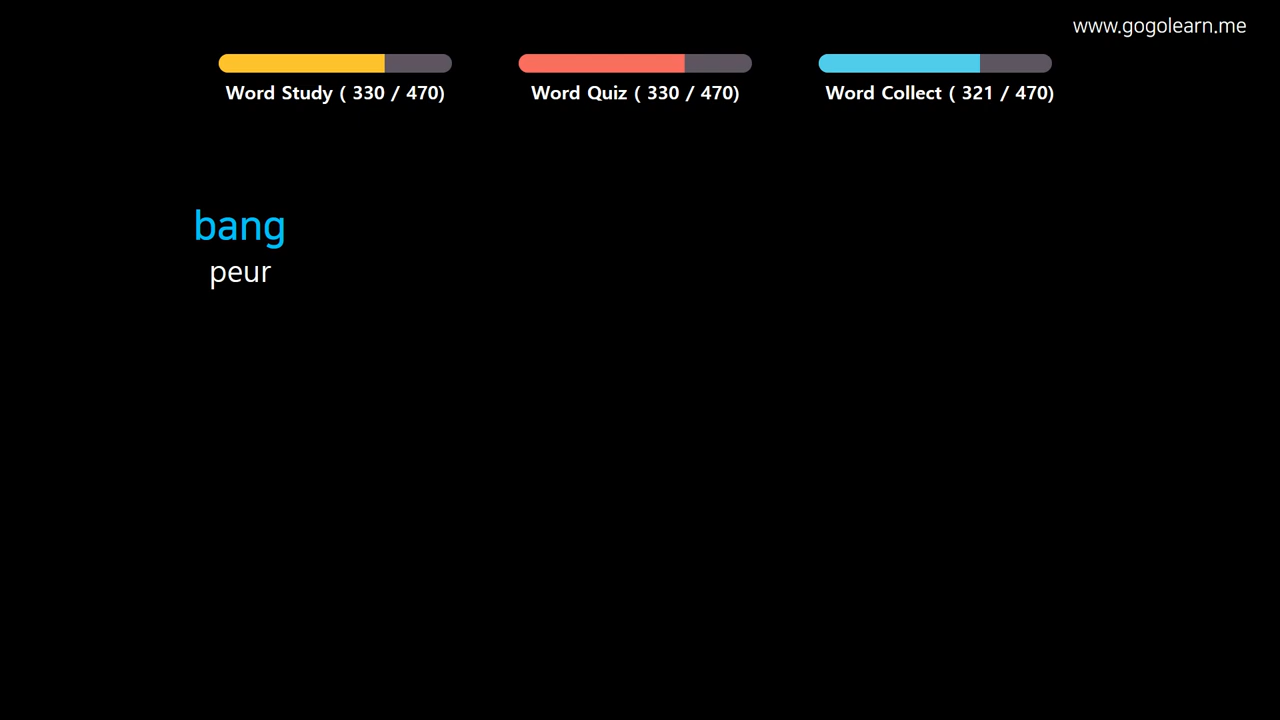 www.gogolearn.me
Word Study ( 330 / 470)
Word Quiz ( 330 / 470)
Word Collect ( 321 / 470)
bang
peur